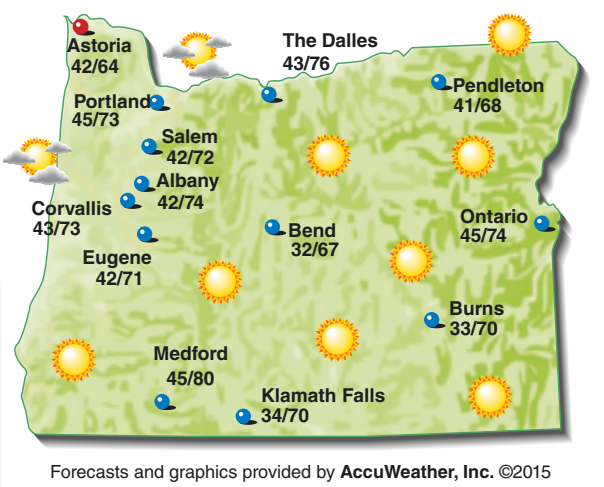 Astoria
42/64
The Dalles
43/76
Pendleton
41/68
Portland
45/73
Salem
42/72
Albany
42/74
Corvallis
43/73
Eugene
42/71
Bend
32/67
Ontario
45/74
Burns
33/70
Medford
45/80
Klamath Falls
34/70
Forecasts and graphics provided by AccuWeather, Inc. ©2015